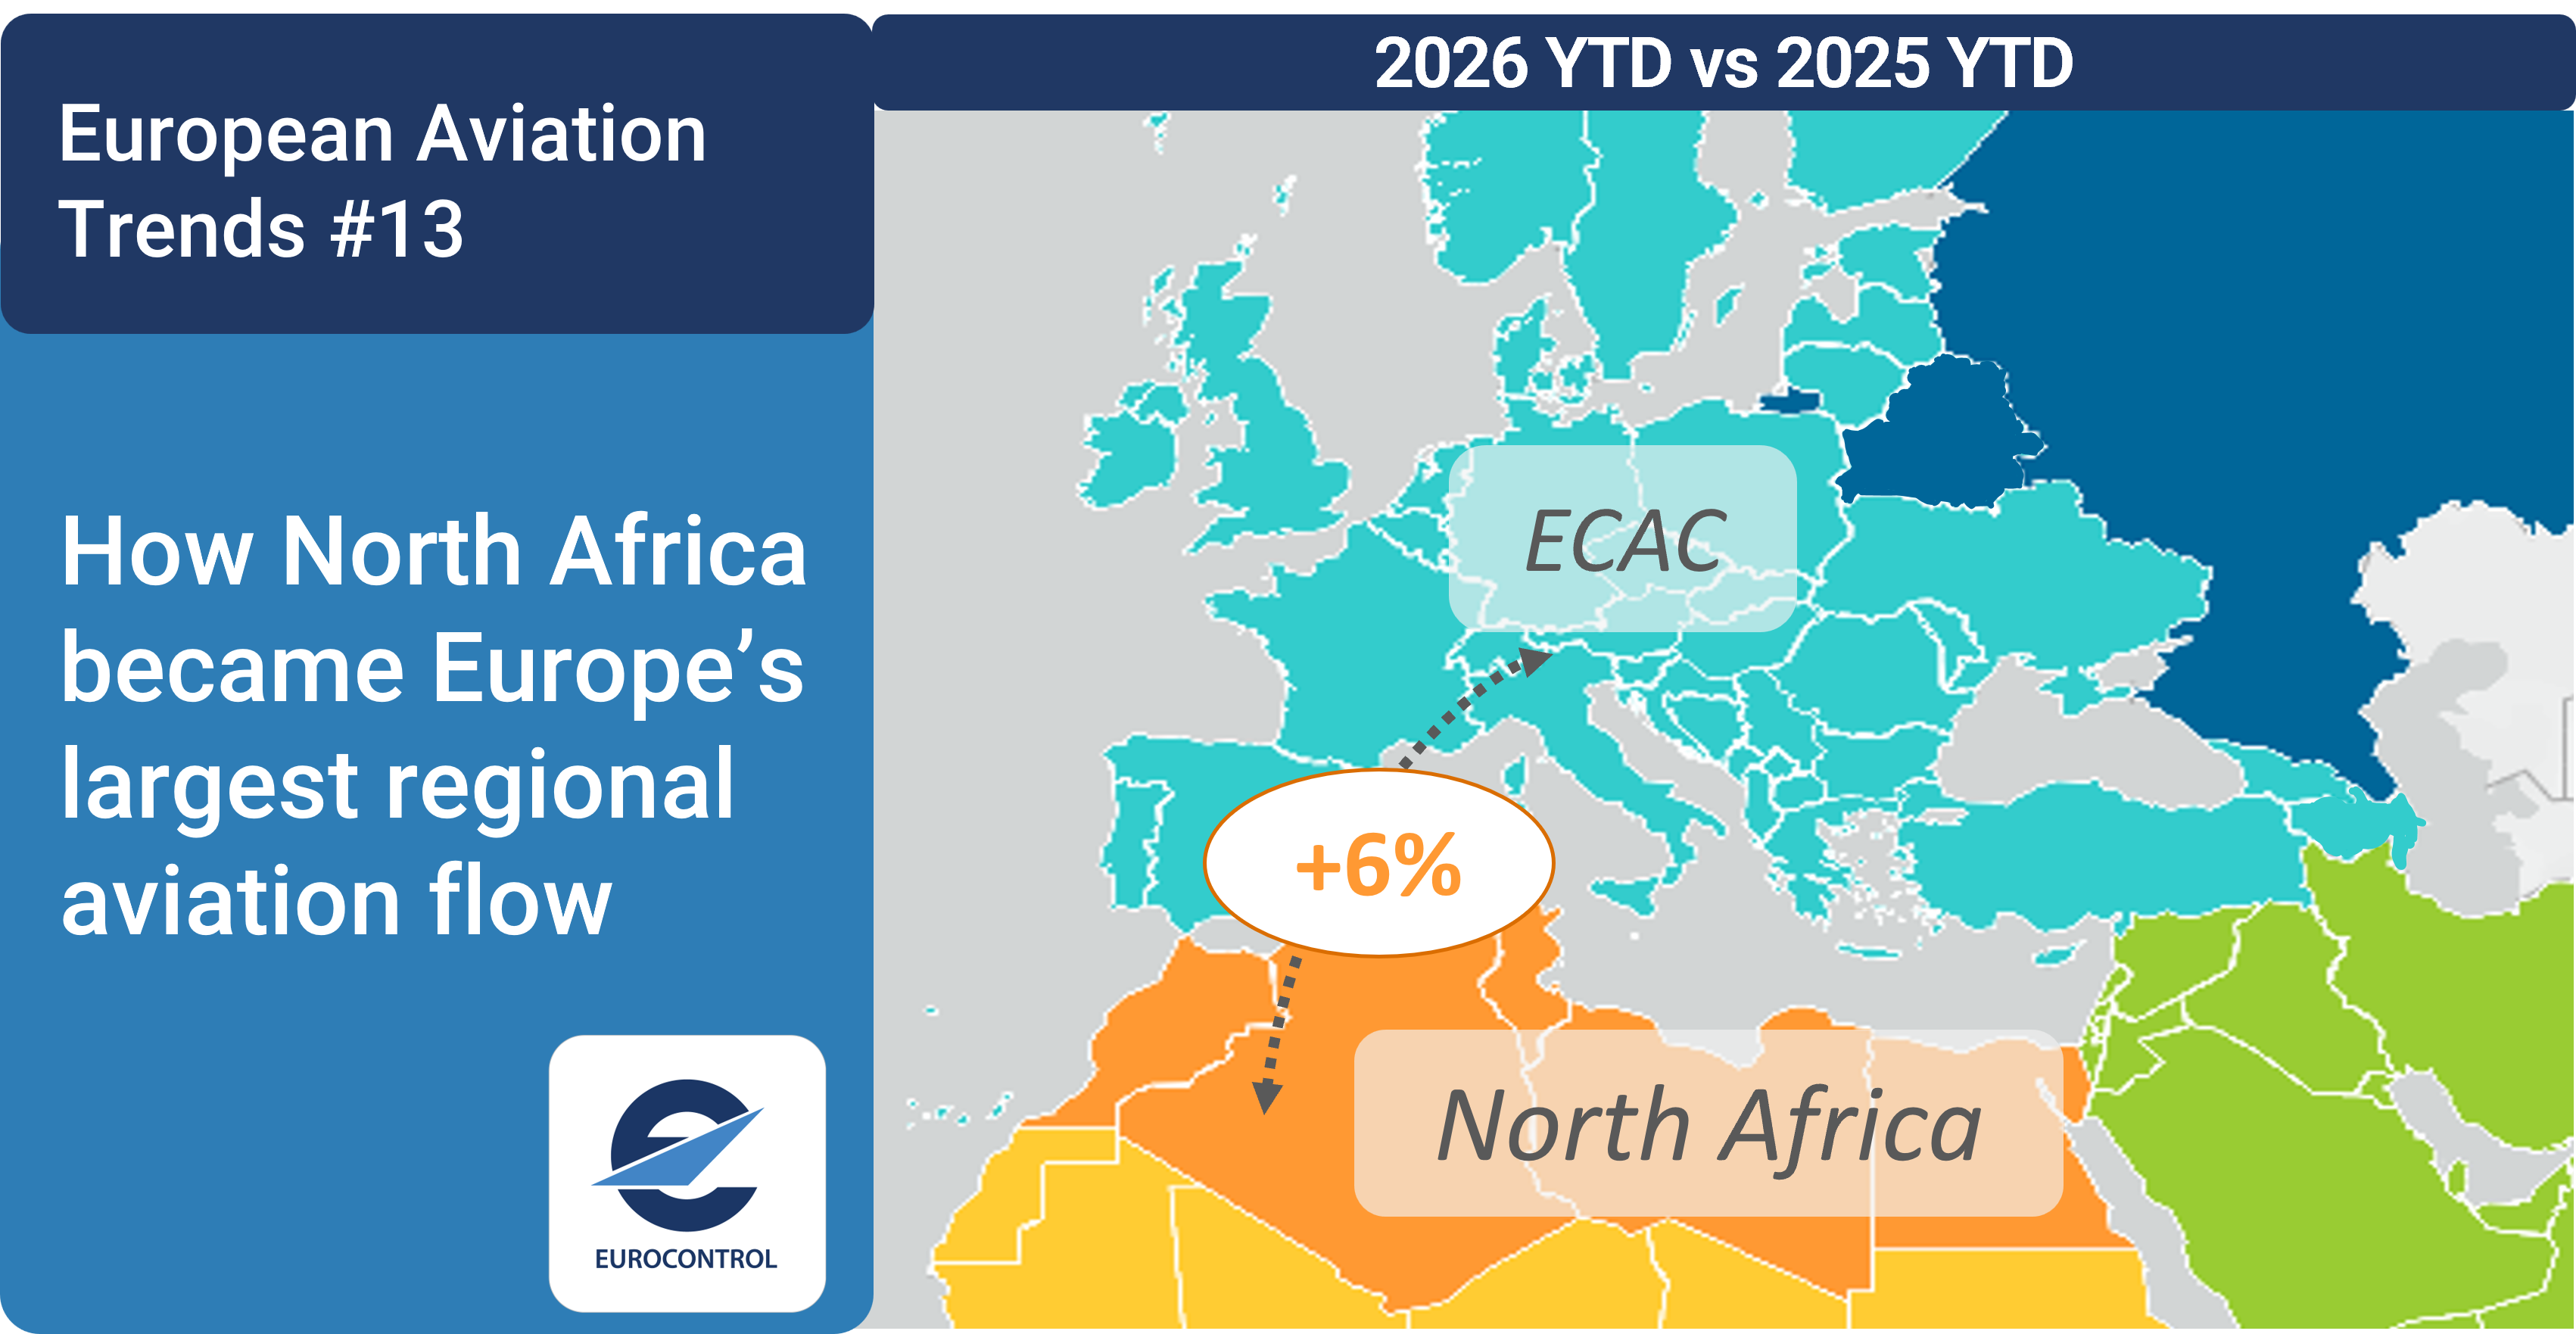 European Aviation
Trends #13
How North Africa
became Europe’s
largest regional
aviation flow
EUROCONTROL
2026 YTD vs 2025 YTD
ECAC
+6%
North Africa